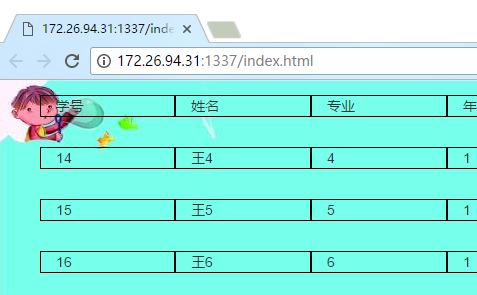 172.26.94.31:1337/inde
172.26.94.31:1337/index.html
学号 姓名 专业 年
14 王4 4 1
15 王5 5 1
16 王6 6 1